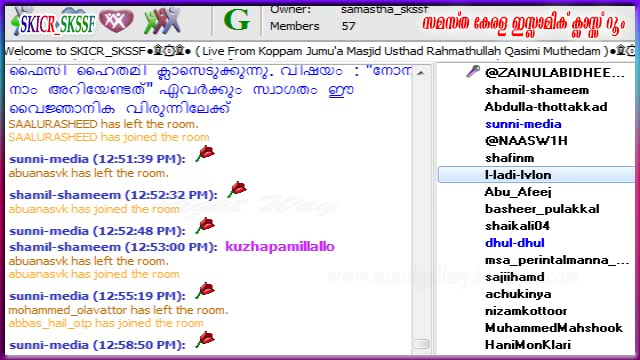 SKICR_SKSSF
G
Owner: samastha_skssf
Members 57
സമസ്ത കേരള ഇസ്ലാമിക് ക്ലാസ്സ് റൂം
Welcome to SKICR_SKSSF ( Live From Koppam Jumu'a Masjid Usthad Rahmathullah Qasimi Muthedam )
ഫൈസി ഹൈതമി ക്ലാസെടുക്കുന്നു. വിഷയം : "നോമ്പ്
നാം അറിയേണ്ടത്" ഏവർക്കും സ്വാഗതം ഈ
വൈജ്ഞാനിക വിരുന്നിലേക്ക്
SAALURASHEED has left the room.
SAALURASHEED has joined the room
sunni-media (12:51:39 PM):
abuanasvk has left the room.
shamil-shameem (12:52:32 PM):
abuanasvk has joined the room
sunni-media (12:52:48 PM):
shamil-shameem (12:53:00 PM): kuzhapamillallo
abuanasvk has left the room.
abuanasvk has joined the room
sunni-media (12:55:19 PM):
mohammed_olavattor has left the room.
abbas_hail_otp has joined the room
sunni-media (12:58:50 PM):
@ZAINULABIDHEE...
shamil-shameem
Abdulla-thottakkad
sunni-media
@NAASW1H
shafinm
l-ladi-lvlon
Abu_Afeej
basheer_pulakkal
shaikali04
dhul-dhul
msa_perintalmanna_...
sajiihamd
achukinya
nizamkottoor
MuhammedMahshook
HaniMonKlari